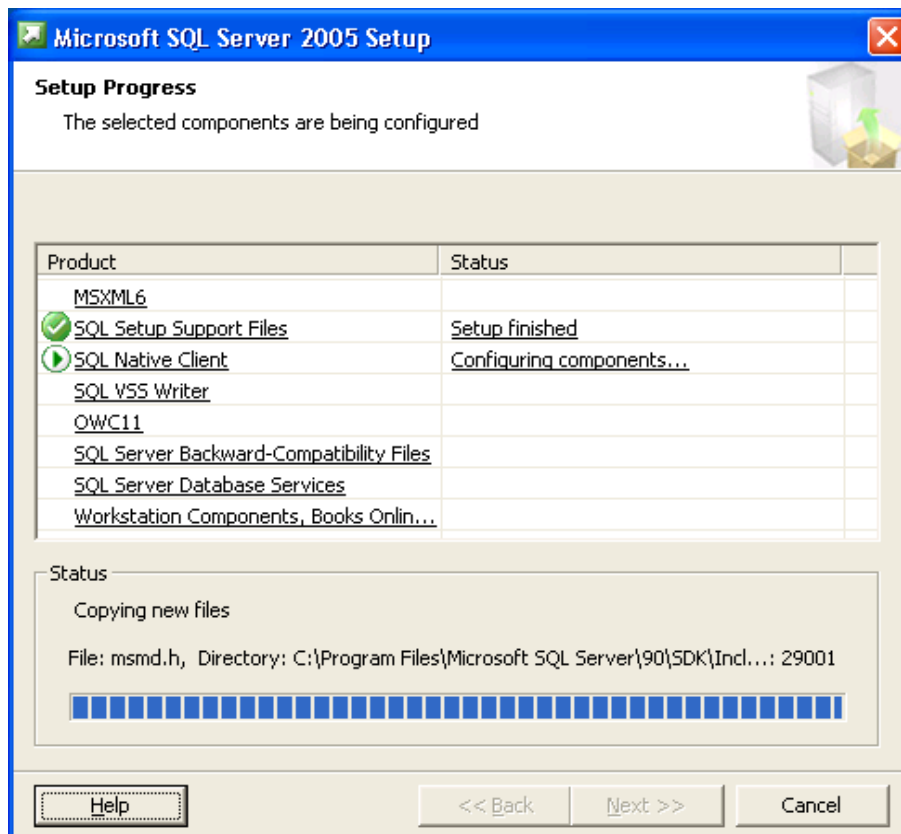 Microsoft SQL Server 2005 Setup
Setup Progress
The selected components are being configured
Product Status
MSXML6
SQL Setup Support Files Setup finished
SQL Native Client Configuring components...
SQL VSS Writer
OWC11
SQL Server Backward-Compatibility Files
SQL Server Database Services
Workstation Components, Books Onlin...
Status
Copying new files
File: msmd.h, Directory: C:\Program Files\Microsoft SQL Server\90\SDK\Incl...: 29001
Help << Back Next >> Cancel